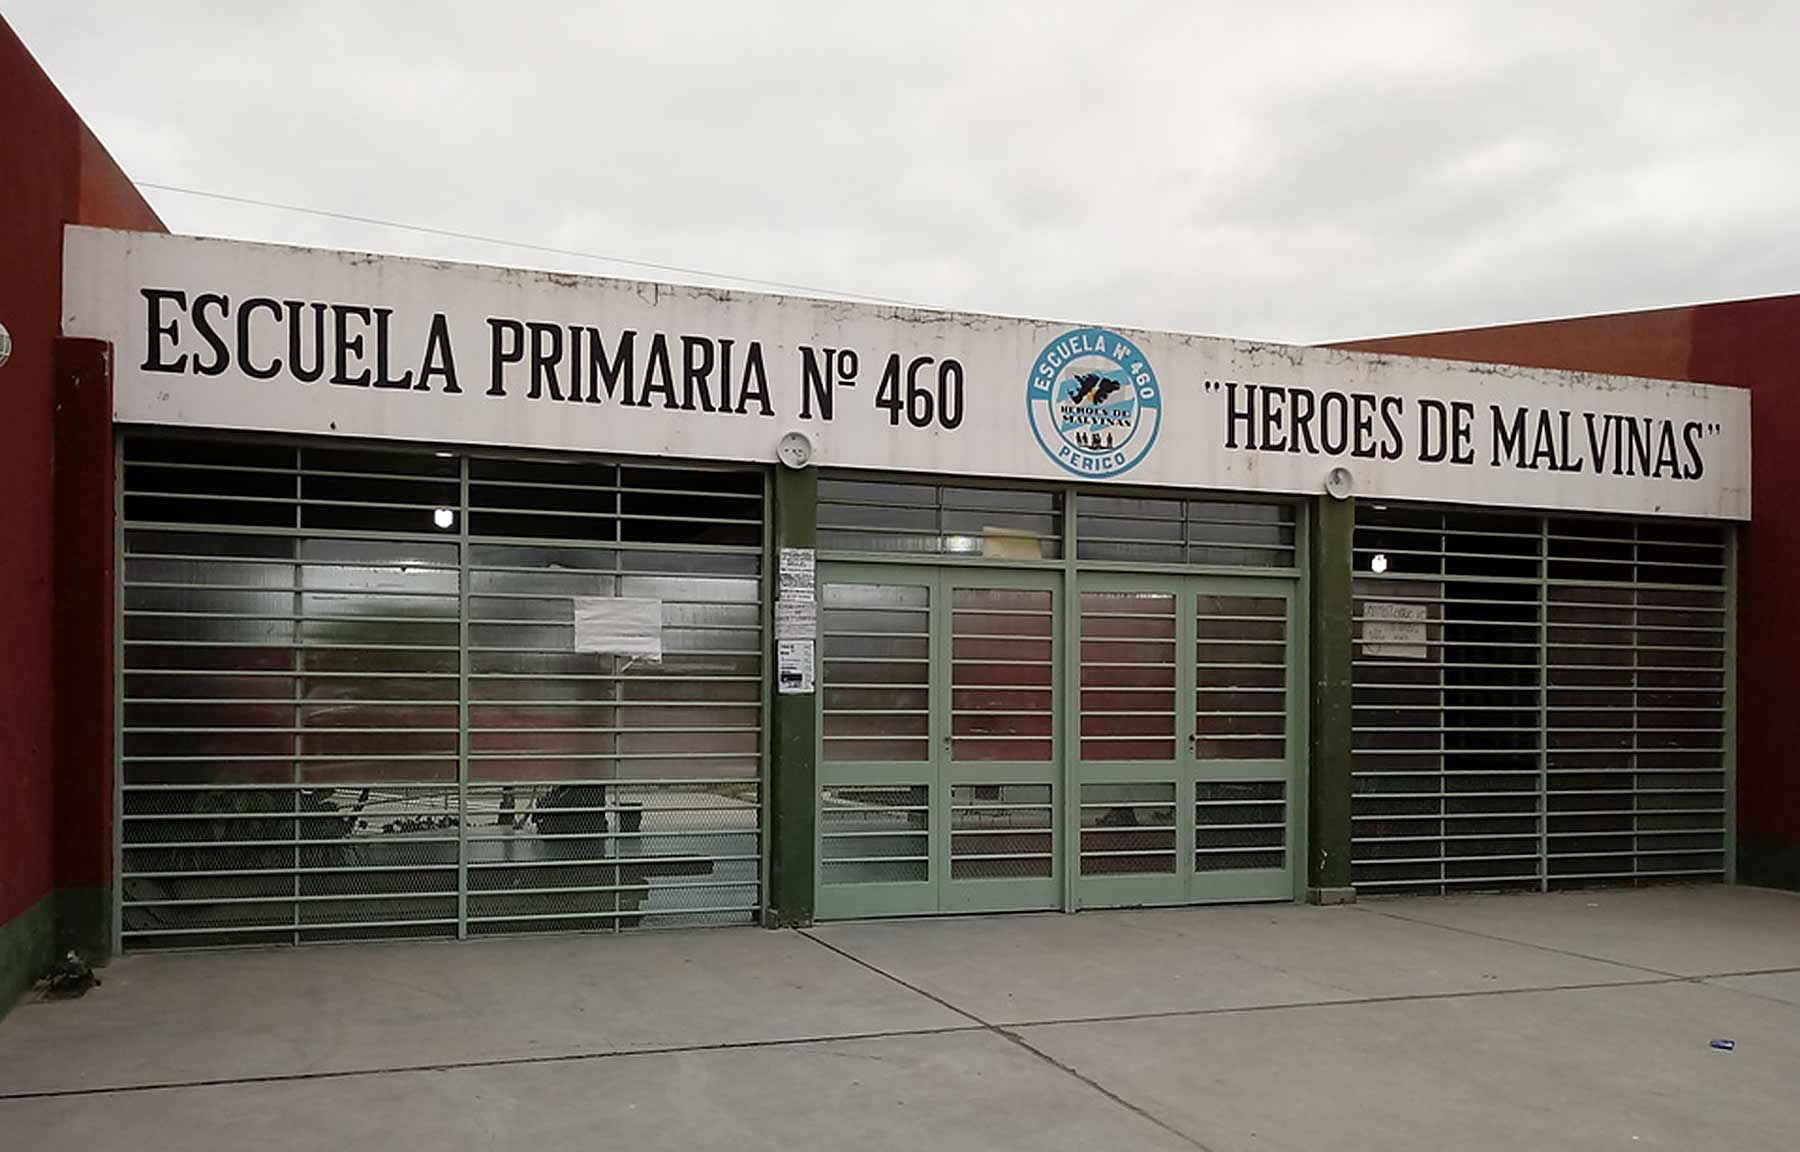 ESCUELA PRIMARIA Nº 460
ESCUELA Nº 460
HEROES DE
MALVINAS
PERICO
"HEROES DE MALVINAS"